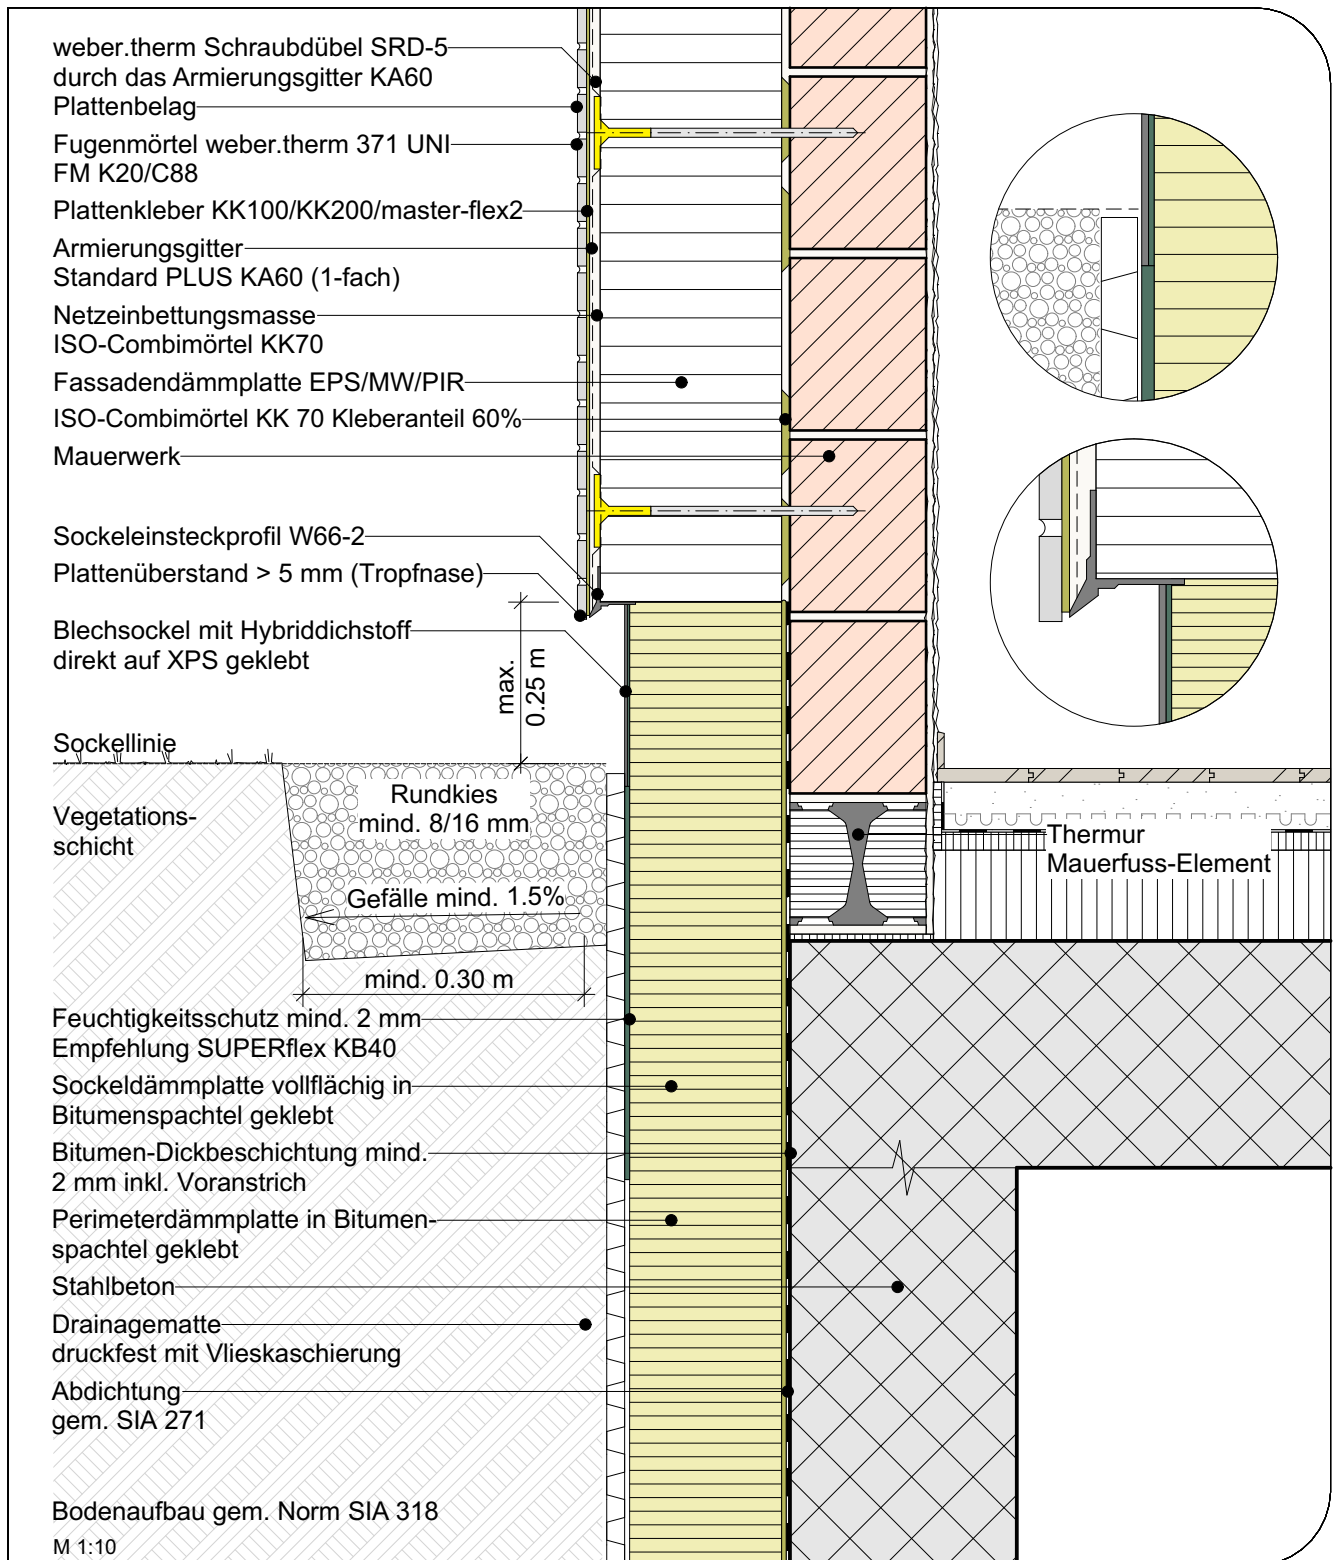 weber.therm Schraubdübel SRD-5
durch das Armierungsgitter KA60
Plattenbelag
Fugenmörtel weber.therm 371 UNI
FM K20/C88
Plattenkleber KK100/KK200/master-flex2
Armierungsgitter
Standard PLUS KA60 (1-fach)
Netzeinbettungsmasse
ISO-Combimörtel KK70
Fassadendämmplatte EPS/MW/PIR
ISO-Combimörtel KK 70 Kleberanteil 60%
Mauerwerk
Sockeleinsteckprofil W66-2
Plattenüberstand > 5 mm (Tropfnase)
Blechsockel mit Hybriddichstoff
direkt auf XPS geklebt
max.
0.25 m
Sockellinie
Rundkies
mind. 8/16 mm
Vegetations-
schicht
Thermur
Mauerfuss-Element
Gefälle mind. 1.5%
mind. 0.30 m
Feuchtigkeitsschutz mind. 2 mm
Empfehlung SUPERflex KB40
Sockeldämmplatte vollflächig in
Bitumenspachtel geklebt
Bitumen-Dickbeschichtung mind.
2 mm inkl. Voranstrich
Perimeterdämmplatte in Bitumen-
spachtel geklebt
Stahlbeton
Drainagematte
druckfest mit Vlieskaschierung
Abdichtung
gem. SIA 271
Bodenaufbau gem. Norm SIA 318
M 1:10